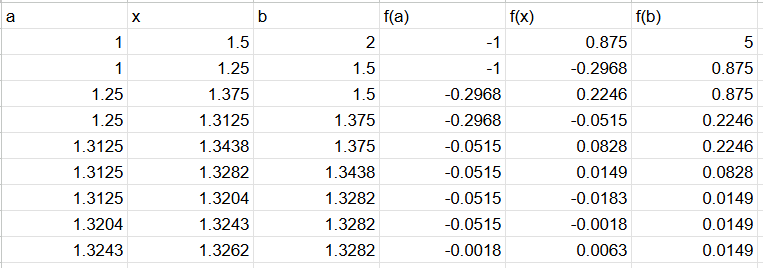 a x b f(a) f(x) f(b)
1 1.5 2 -1 0.875 5
1 1.25 1.5 -1 -0.2968 0.875
1.25 1.375 1.5 -0.2968 0.2246 0.875
1.25 1.3125 1.375 -0.2968 -0.0515 0.2246
1.3125 1.3438 1.375 -0.0515 0.0828 0.2246
1.3125 1.3282 1.3438 -0.0515 0.0149 0.0828
1.3125 1.3204 1.3282 -0.0515 -0.0183 0.0149
1.3204 1.3243 1.3282 -0.0515 -0.0018 0.0149
1.3243 1.3262 1.3282 -0.0018 0.0063 0.0149